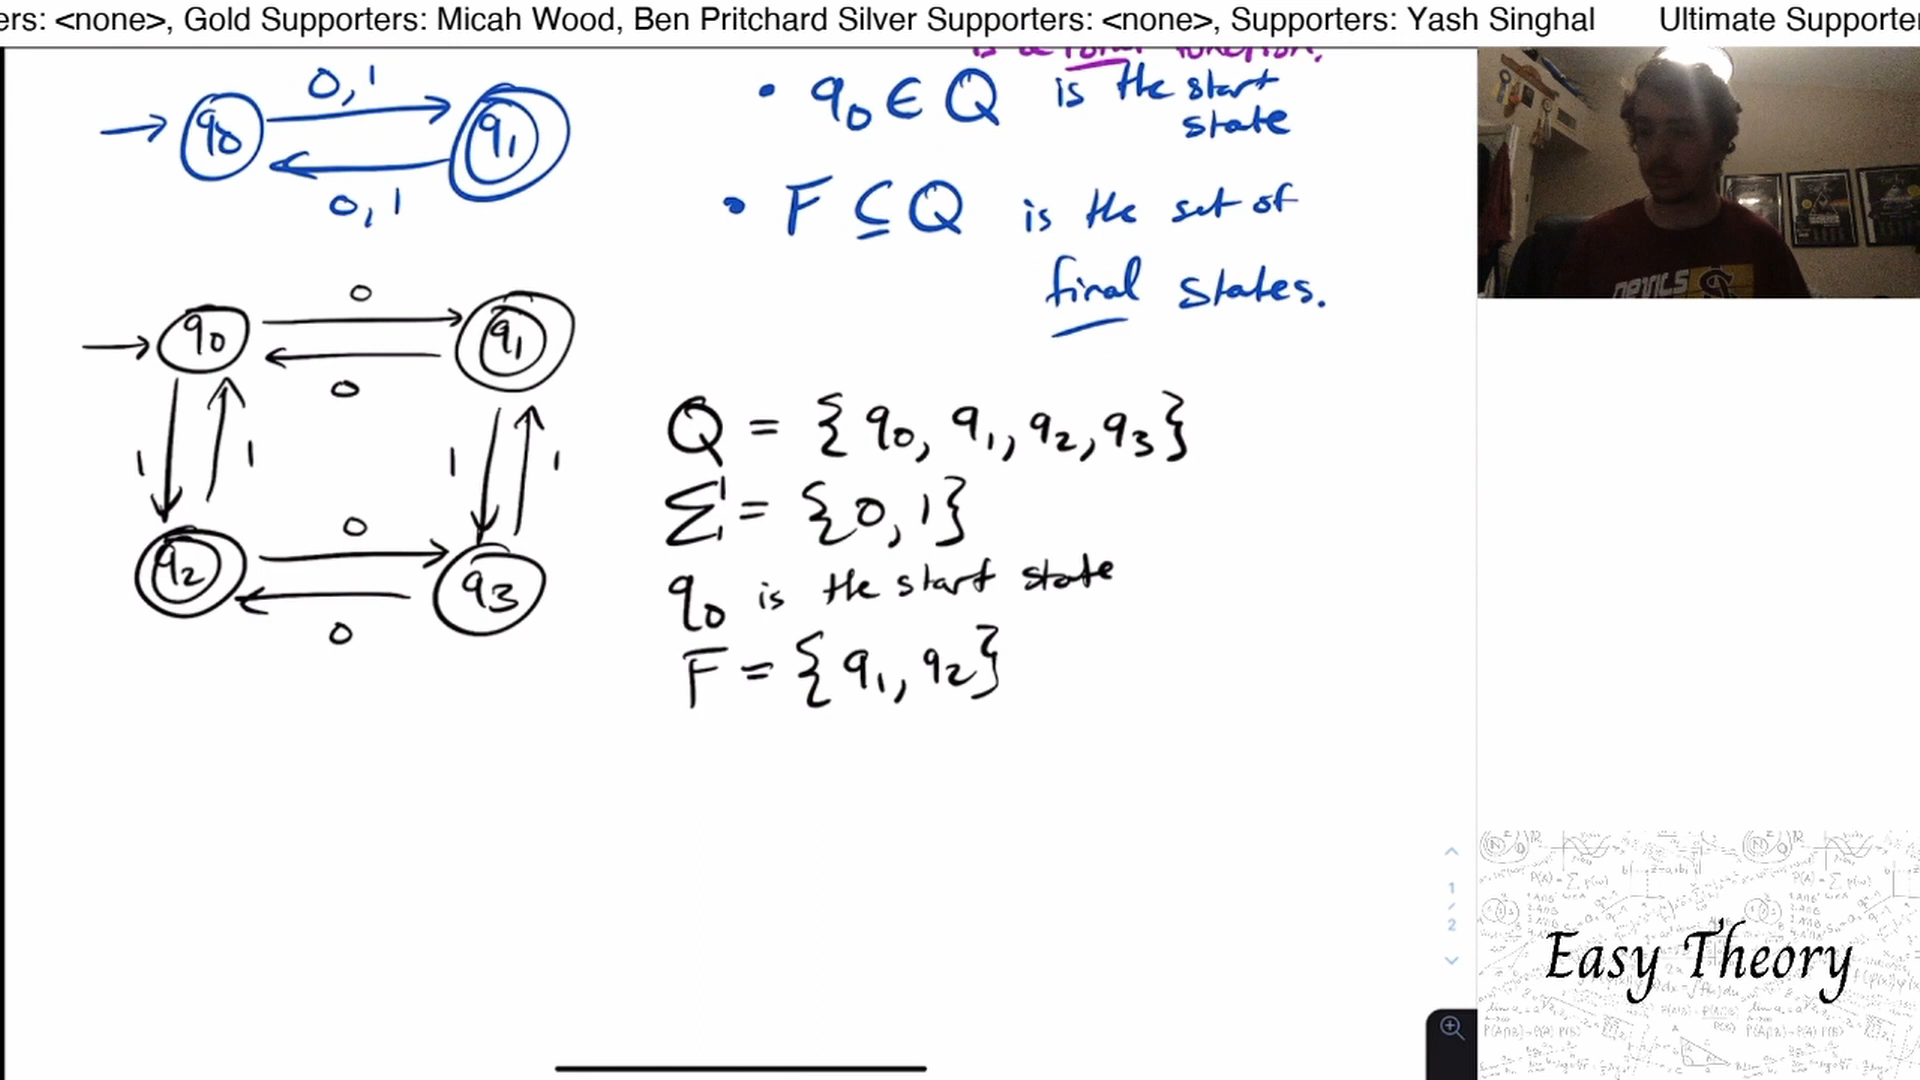 ers: <none>, Gold Supporters: Micah Wood, Ben Pritchard Silver Supporters: <none>, Supporters: Yash Singhal Ultimate Supporte
• q0 ∈ Q is the start
state
• F ⊆ Q is the set of
final states.
0, 1
q0
q1
0, 1
0
q0
q1
0
1
1
1
1
0
q2
q3
0
Q = { q0, q1, q2, q3 }
Σ = { 0, 1 }
q0 is the start state
F = { q1, q2 }
DEVILS
1
2
Easy Theory